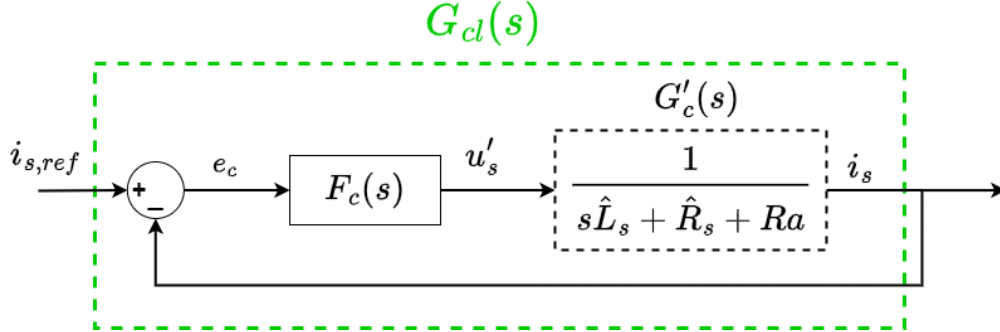 G_{cl}(s)
G'_c(s)
i_{s,ref}
+
−
e_c
F_c(s)
u'_s
1
s\hat{L}_s + \hat{R}_s + Ra
i_s